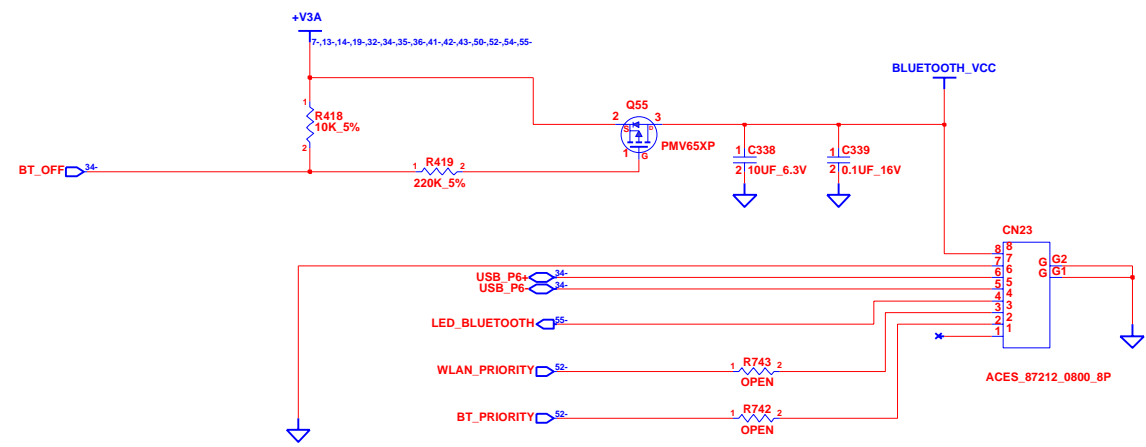 +V3A
7-,13-,14-,19-,32-,34-,35-,36-,41-,42-,43-,50-,52-,54-,55-
BLUETOOTH_VCC
1
R418
10K_5%
2
Q55
2
3
S
D
PMV65XP
1
G
1
C338
2
10UF_6.3V
1
C339
2
0.1UF_16V
BT_OFF
34-
1
R419
2
220K_5%
CN23
8
8
7
7
6
6
5
5
4
4
3
3
2
2
1
1
G
G2
G
G1
USB_P6+
34-
USB_P6-
34-
LED_BLUETOOTH
55-
WLAN_PRIORITY
52-
1
R743
2
OPEN
ACES_87212_0800_8P
BT_PRIORITY
52-
1
R742
2
OPEN